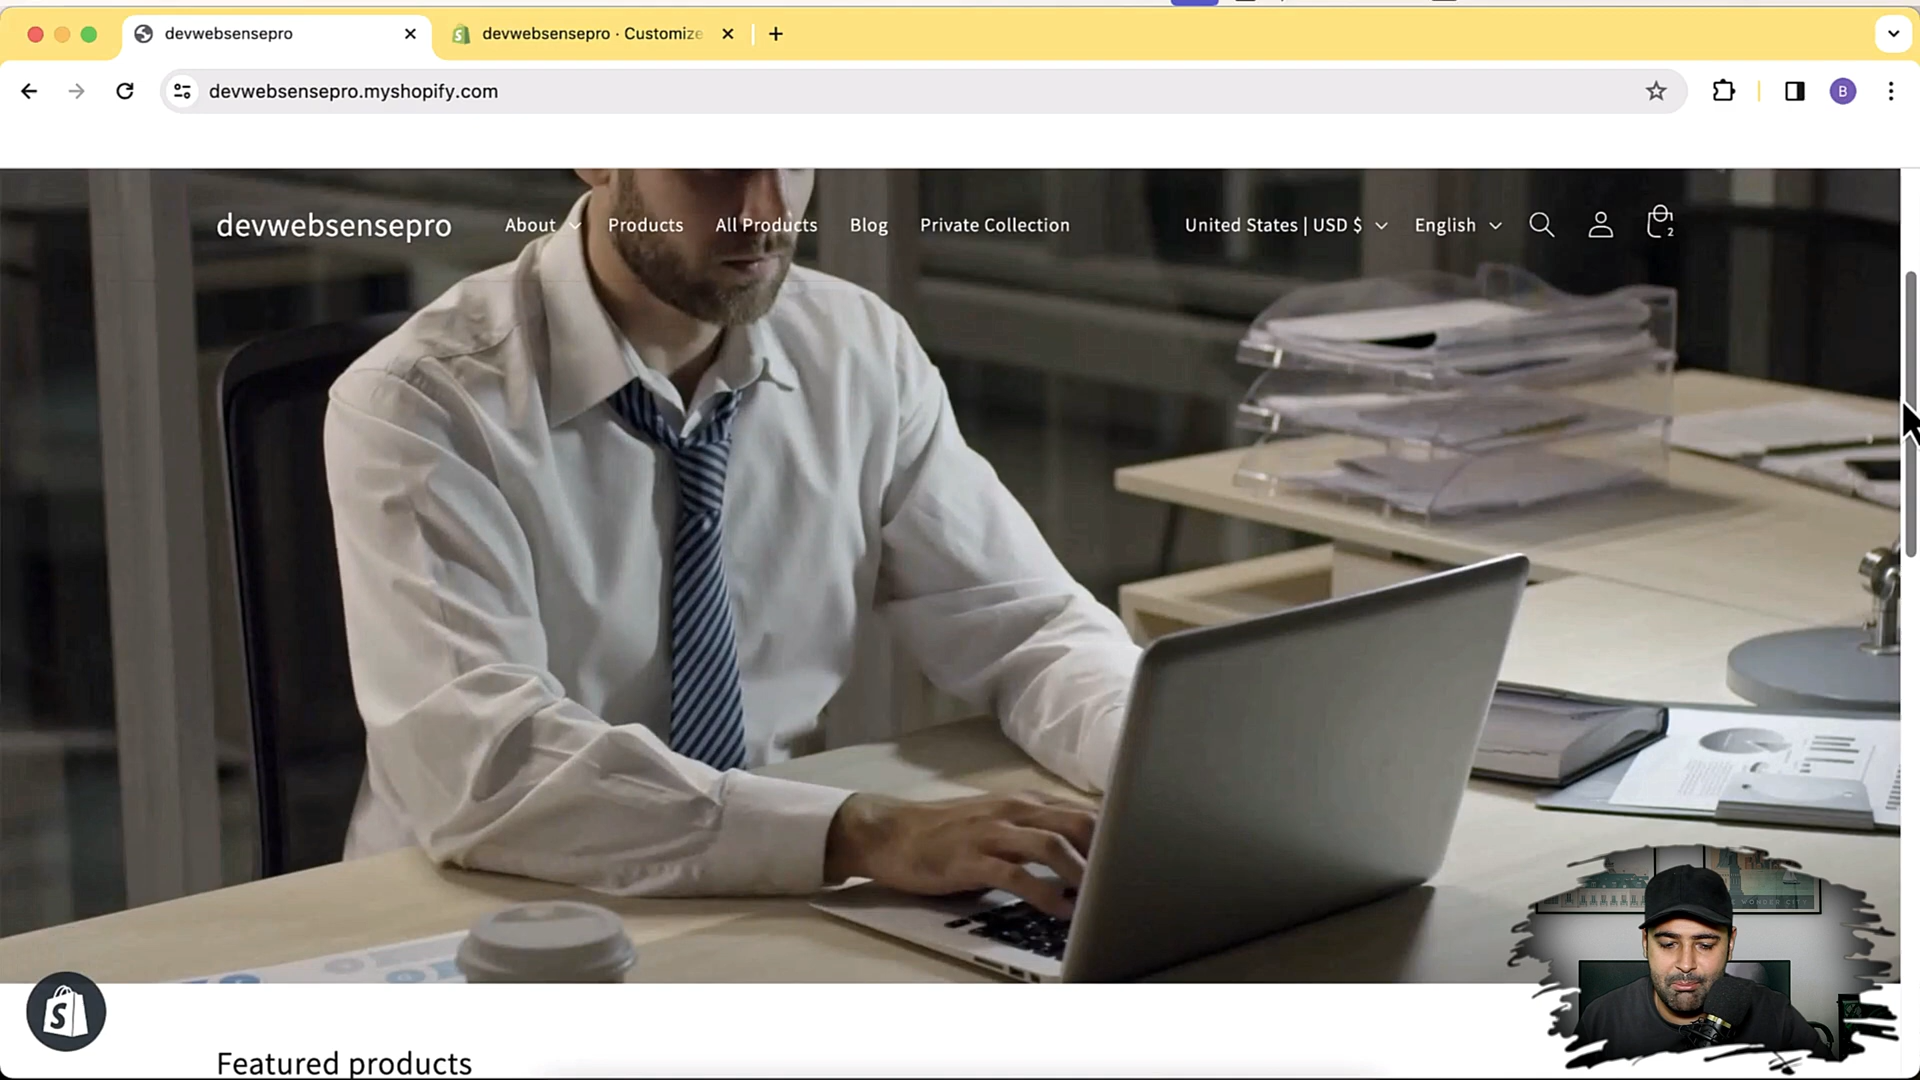 devwebsensepro
devwebsensepro · Customize
devwebsensepro.myshopify.com
B
devwebsensepro
About
Products
All Products
Blog
Private Collection
United States | USD $
English
2
Featured products